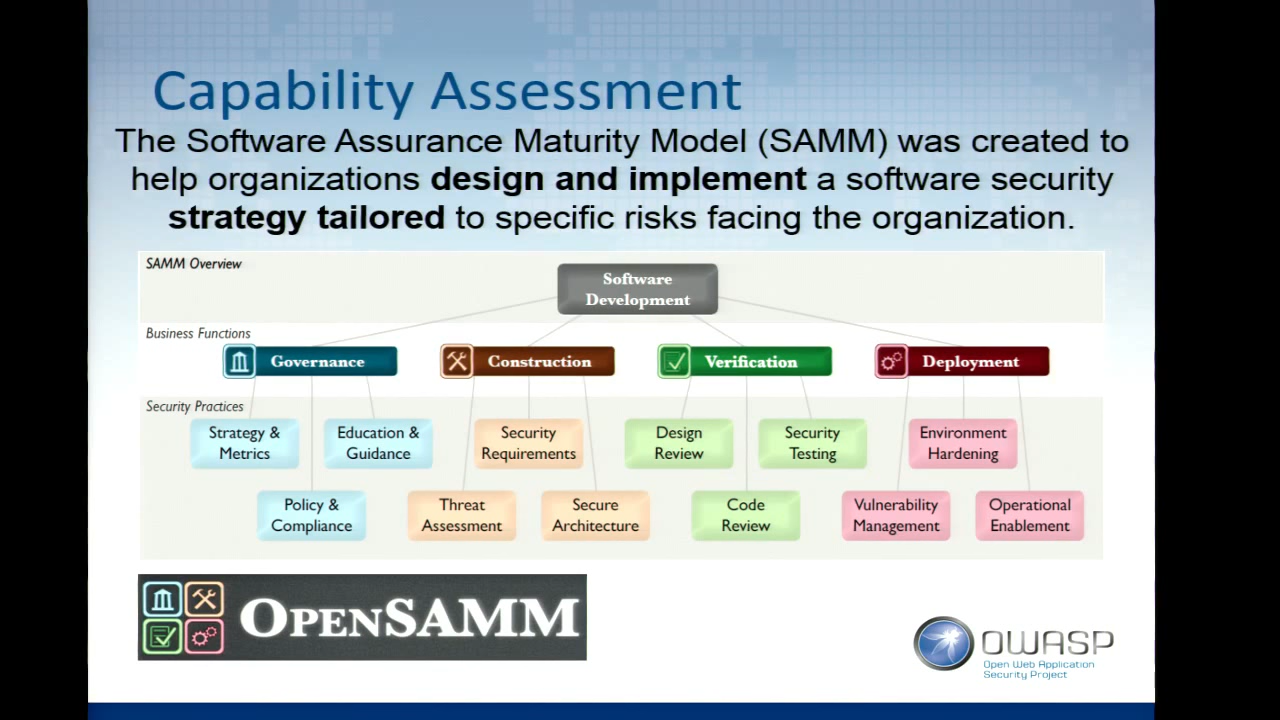 Capability Assessment
The Software Assurance Maturity Model (SAMM) was created to
help organizations design and implement a software security
strategy tailored to specific risks facing the organization.
SAMM Overview
Software
Development
Business Functions
Governance
Construction
Verification
Deployment
Security Practices
Strategy &
Metrics
Education &
Guidance
Security
Requirements
Design
Review
Security
Testing
Environment
Hardening
Policy &
Compliance
Threat
Assessment
Secure
Architecture
Code
Review
Vulnerability
Management
Operational
Enablement
OPENSAMM
OWASP
Open Web Application
Security Project